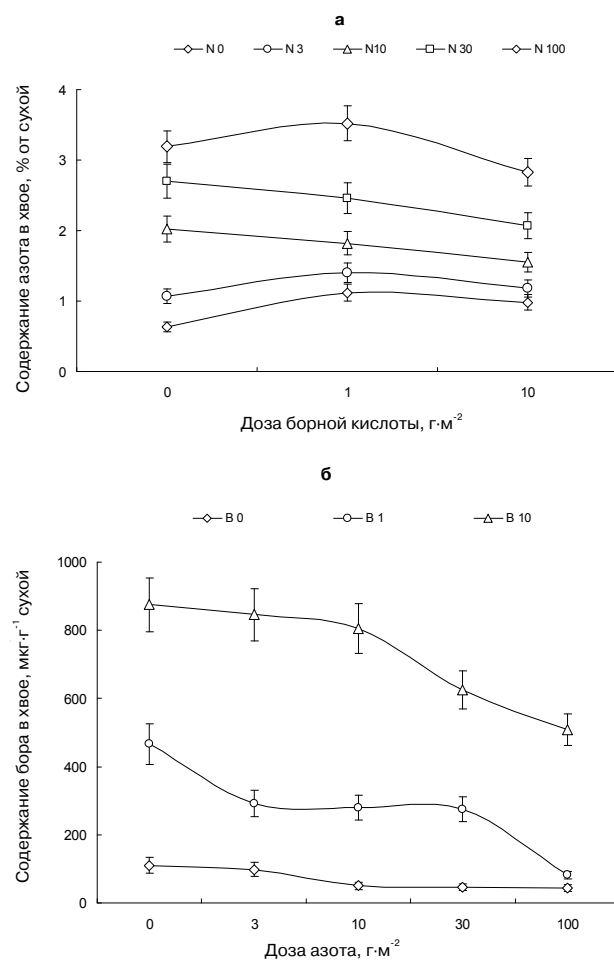 а
N 0 N 3 N10 N 30 N 100
Содержание азота в хвое, % от сухой
4
3
2
1
0
0 1 10
Доза борной кислоты, г·м⁻²
б
B 0 B 1 B 10
Содержание бора в хвое, мкг·г⁻¹ сухой
1000
800
600
400
200
0
0 3 10 30 100
Доза азота, г·м⁻²